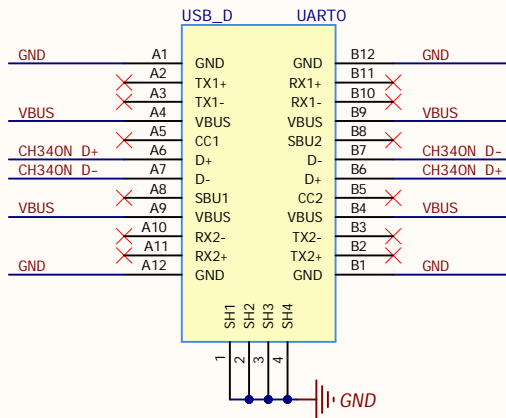 USB_D UART0
GND A1 GND GND B12 GND
A2 TX1+ RX1+ B11
A3 TX1- RX1- B10
VBUS A4 VBUS VBUS B9 VBUS
A5 CC1 SBU2 B8
CH340N D+ A6 D+ D- B7 CH340N D-
CH340N D- A7 D- D+ B6 CH340N D+
A8 SBU1 CC2 B5
VBUS A9 VBUS VBUS B4 VBUS
A10 RX2- TX2- B3
A11 RX2+ TX2+ B2
GND A12 GND GND B1 GND
SH1 SH2 SH3 SH4
1 2 3 4
GND